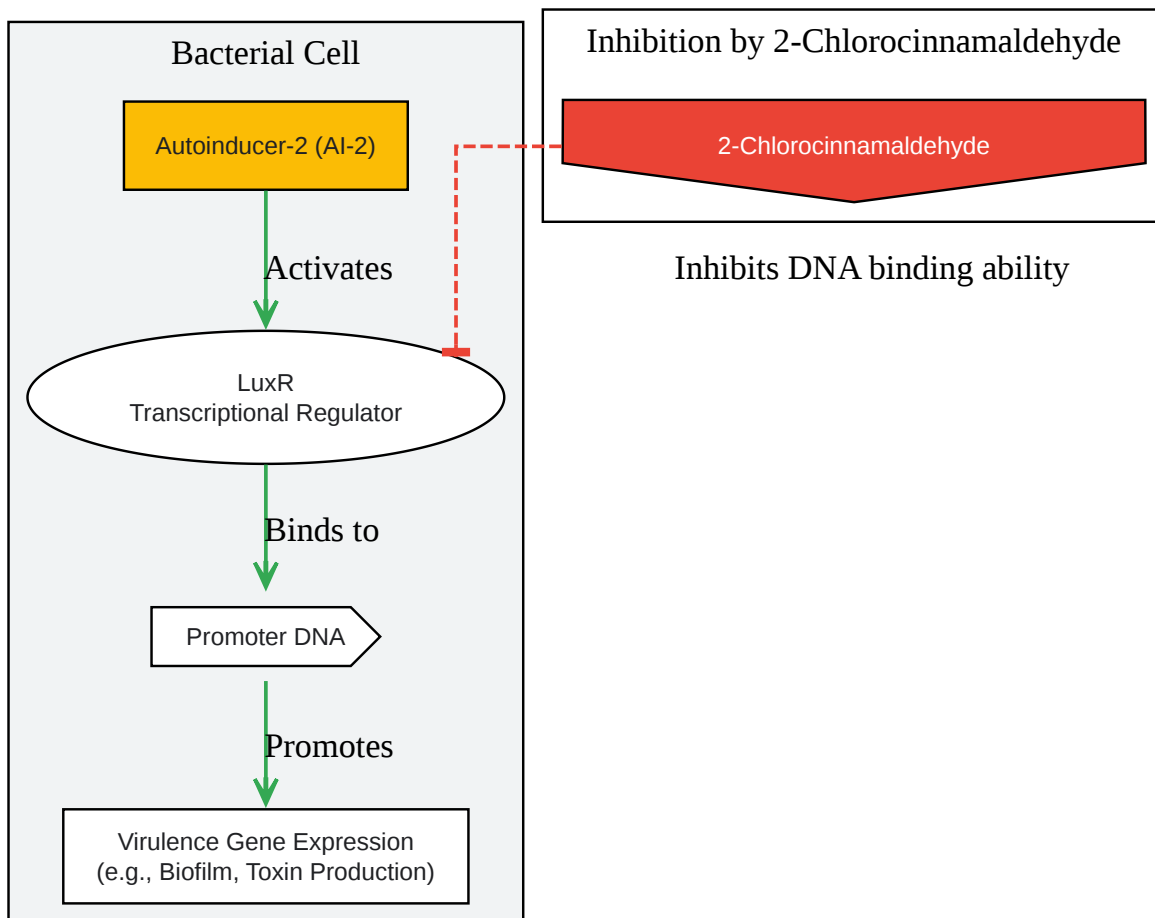 Bacterial Cell
Autoinducer-2 (AI-2)
Activates
LuxR
Transcriptional Regulator
Binds to
Promoter DNA
Promotes
Virulence Gene Expression
(e.g., Biofilm, Toxin Production)
Inhibition by 2-Chlorocinnamaldehyde
2-Chlorocinnamaldehyde
Inhibits DNA binding ability